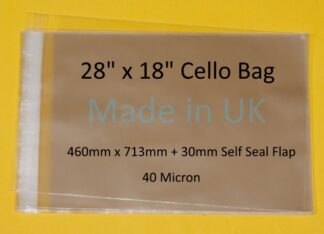 28" x 18" Cello Bag
Made in UK
460mm x 713mm + 30mm Self Seal Flap
40 Micron